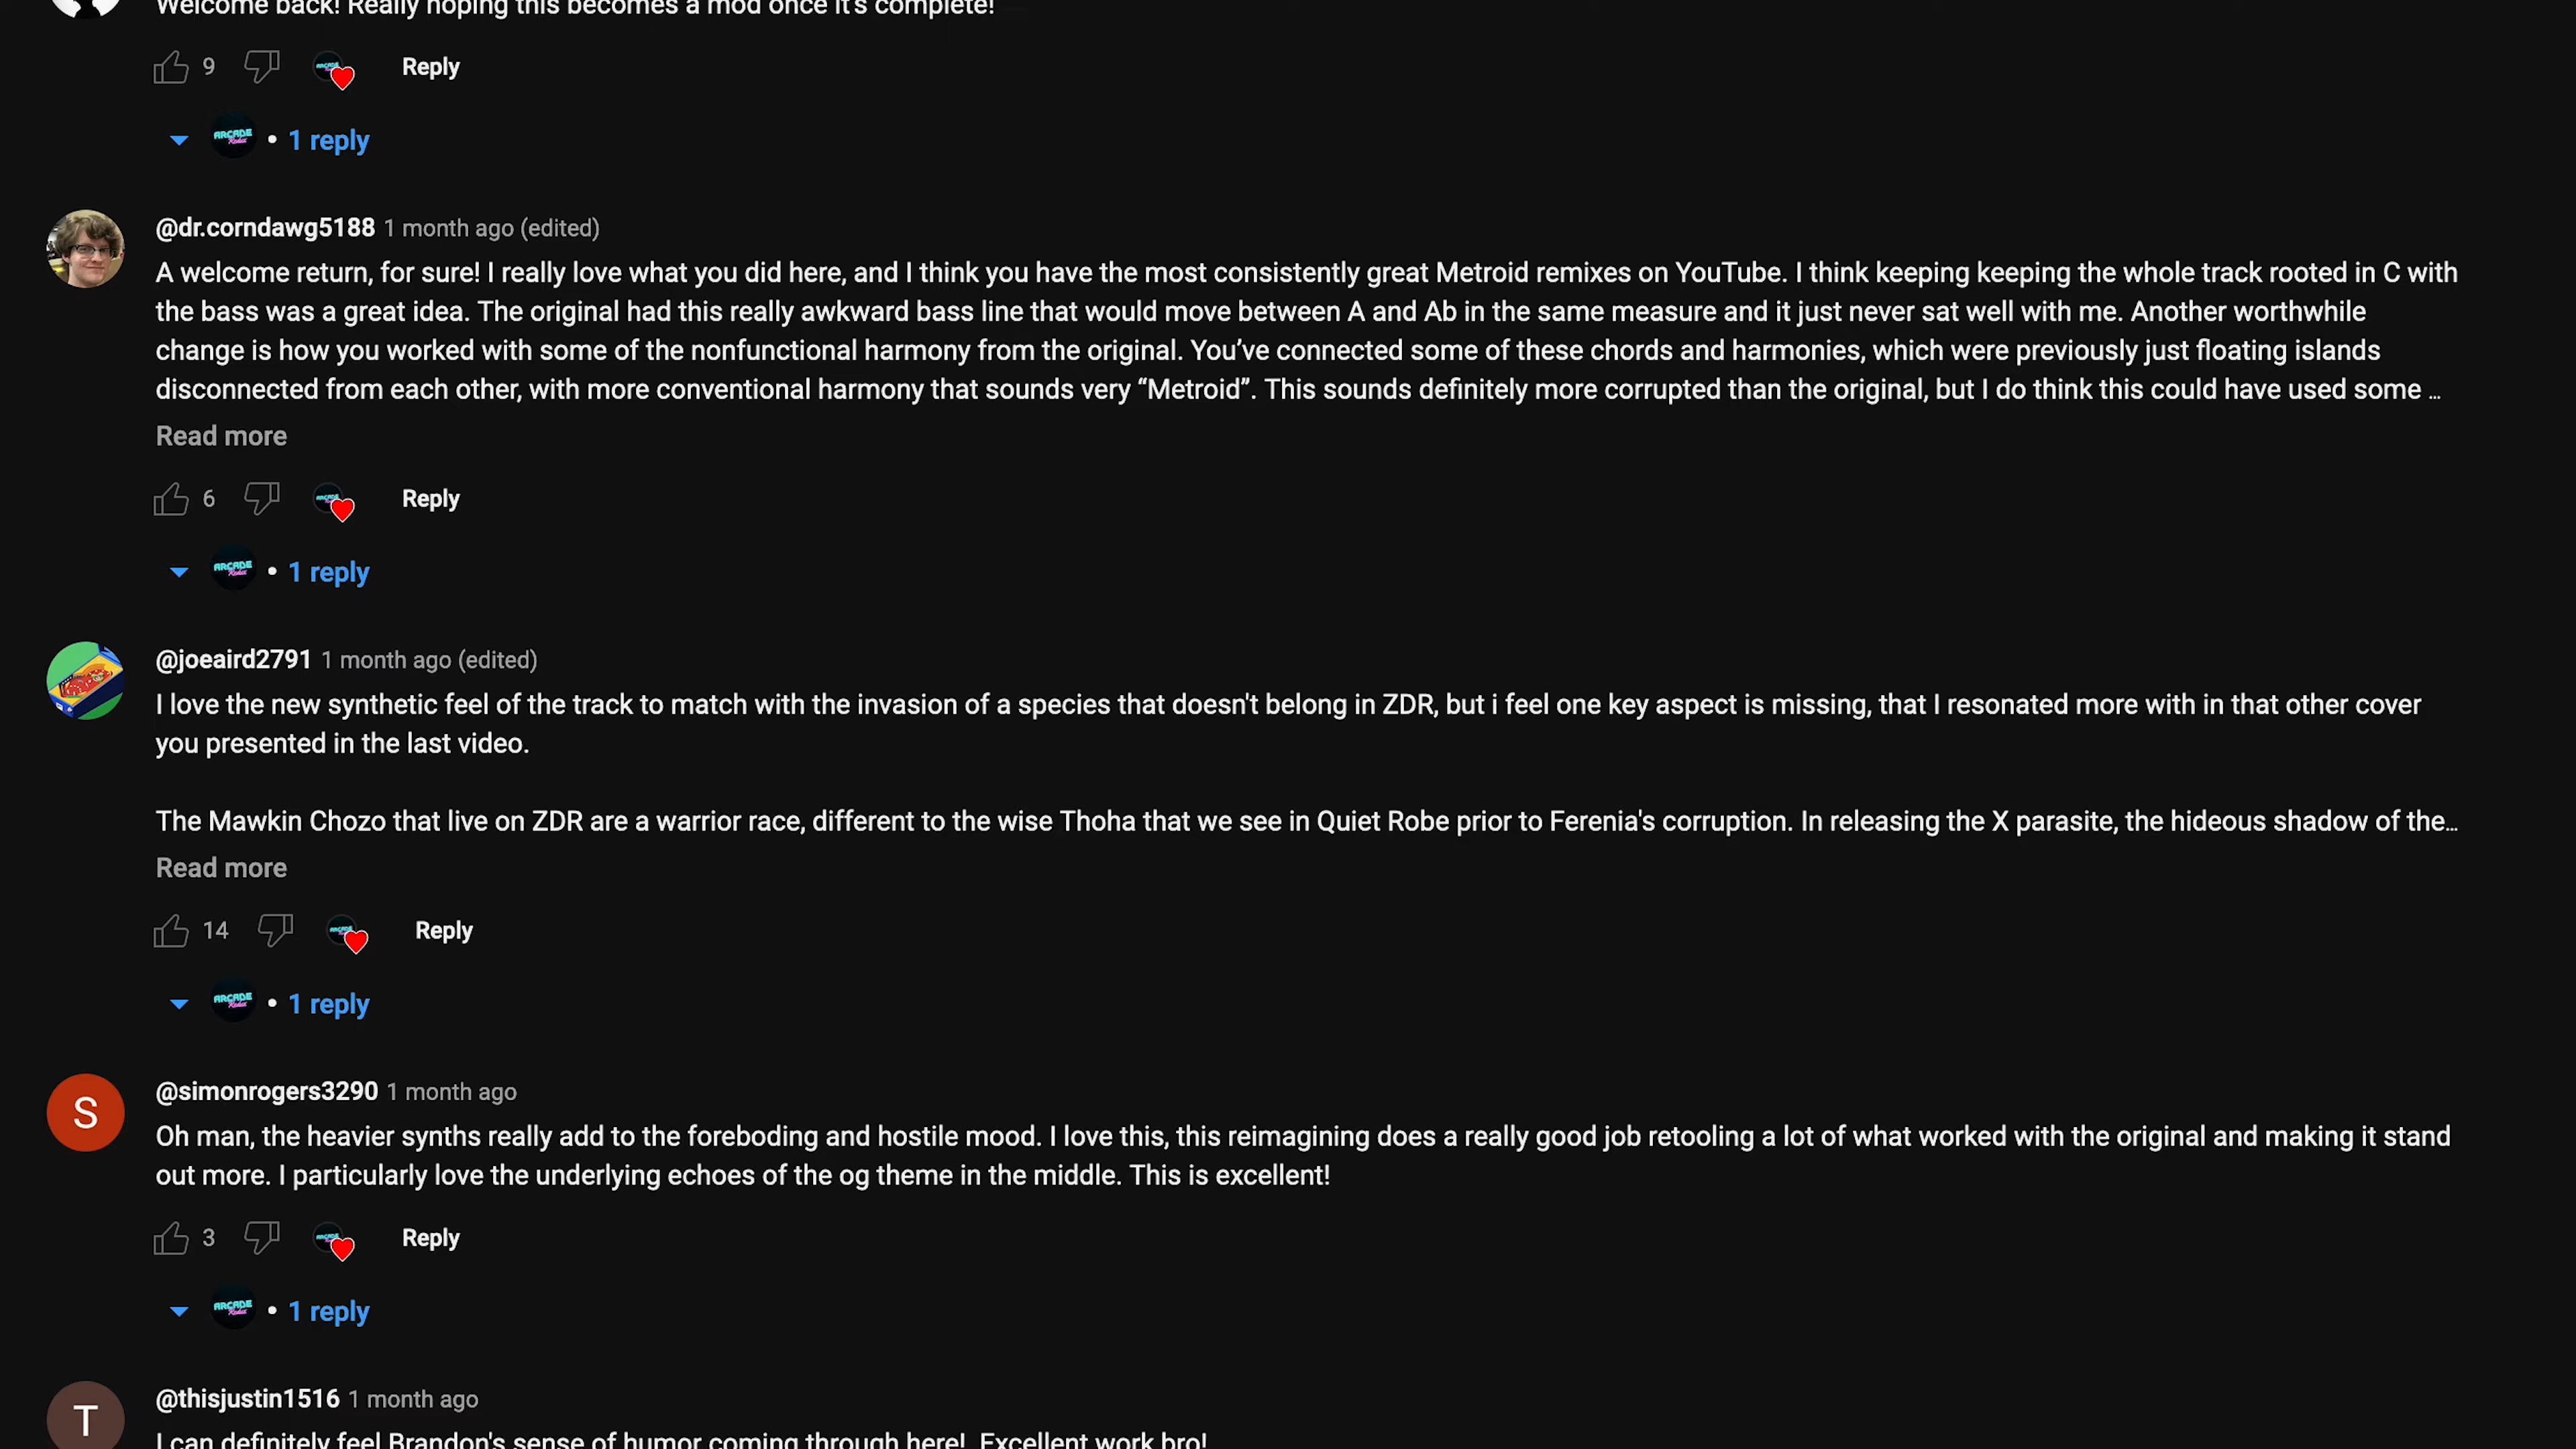 Welcome back! Really hoping this becomes a mod once it's complete!
9 Reply
ARCADE Redux • 1 reply
@dr.corndawg5188 1 month ago (edited)
A welcome return, for sure! I really love what you did here, and I think you have the most consistently great Metroid remixes on YouTube. I think keeping keeping the whole track rooted in C with
the bass was a great idea. The original had this really awkward bass line that would move between A and Ab in the same measure and it just never sat well with me. Another worthwhile
change is how you worked with some of the nonfunctional harmony from the original. You’ve connected some of these chords and harmonies, which were previously just floating islands
disconnected from each other, with more conventional harmony that sounds very “Metroid”. This sounds definitely more corrupted than the original, but I do think this could have used some ...
Read more
6 Reply
ARCADE Redux • 1 reply
@joeaird2791 1 month ago (edited)
I love the new synthetic feel of the track to match with the invasion of a species that doesn't belong in ZDR, but i feel one key aspect is missing, that I resonated more with in that other cover
you presented in the last video.
The Mawkin Chozo that live on ZDR are a warrior race, different to the wise Thoha that we see in Quiet Robe prior to Ferenia's corruption. In releasing the X parasite, the hideous shadow of the...
Read more
14 Reply
ARCADE Redux • 1 reply
S
@simonrogers3290 1 month ago
Oh man, the heavier synths really add to the foreboding and hostile mood. I love this, this reimagining does a really good job retooling a lot of what worked with the original and making it stand
out more. I particularly love the underlying echoes of the og theme in the middle. This is excellent!
3 Reply
ARCADE Redux • 1 reply
T
@thisjustin1516 1 month ago
I can definitely feel Brandon's sense of humor coming through here! Excellent work bro!